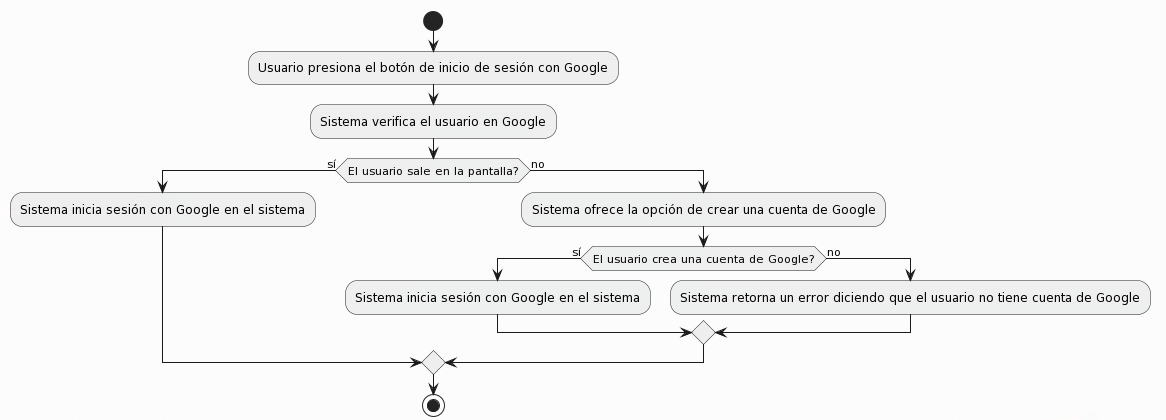 Usuario presiona el botón de inicio de sesión con Google
Sistema verifica el usuario en Google
sí
El usuario sale en la pantalla?
no
Sistema inicia sesión con Google en el sistema
Sistema ofrece la opción de crear una cuenta de Google
sí
El usuario crea una cuenta de Google?
no
Sistema inicia sesión con Google en el sistema
Sistema retorna un error diciendo que el usuario no tiene cuenta de Google